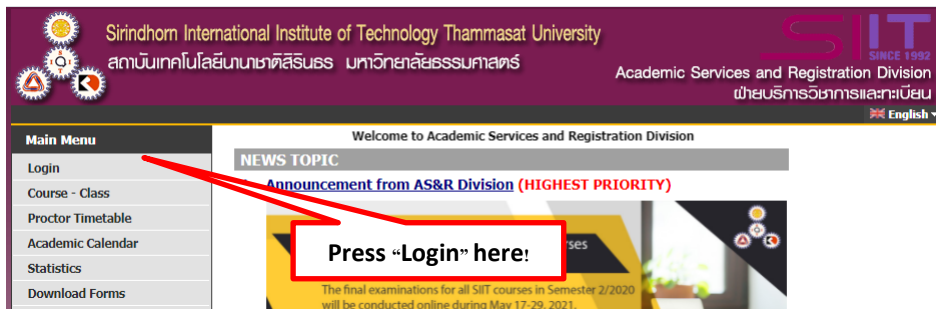 Sirindhorn International Institute of Technology Thammasat University
สถาบันเทคโนโลยีนานาชาติสิรินธร มหาวิทยาลัยธรรมศาสตร์
SIIT
SINCE 1992
Academic Services and Registration Division
ฝ่ายบริการวิชาการและทะเบียน
English
Main Menu
Login
Course - Class
Proctor Timetable
Academic Calendar
Statistics
Download Forms
Welcome to Academic Services and Registration Division
NEWS TOPIC
Announcement from AS&R Division (HIGHEST PRIORITY)
Press “Login” here!
The final examinations for all SIIT courses in Semester 2/2020
will be conducted online during May 17-29, 2021.